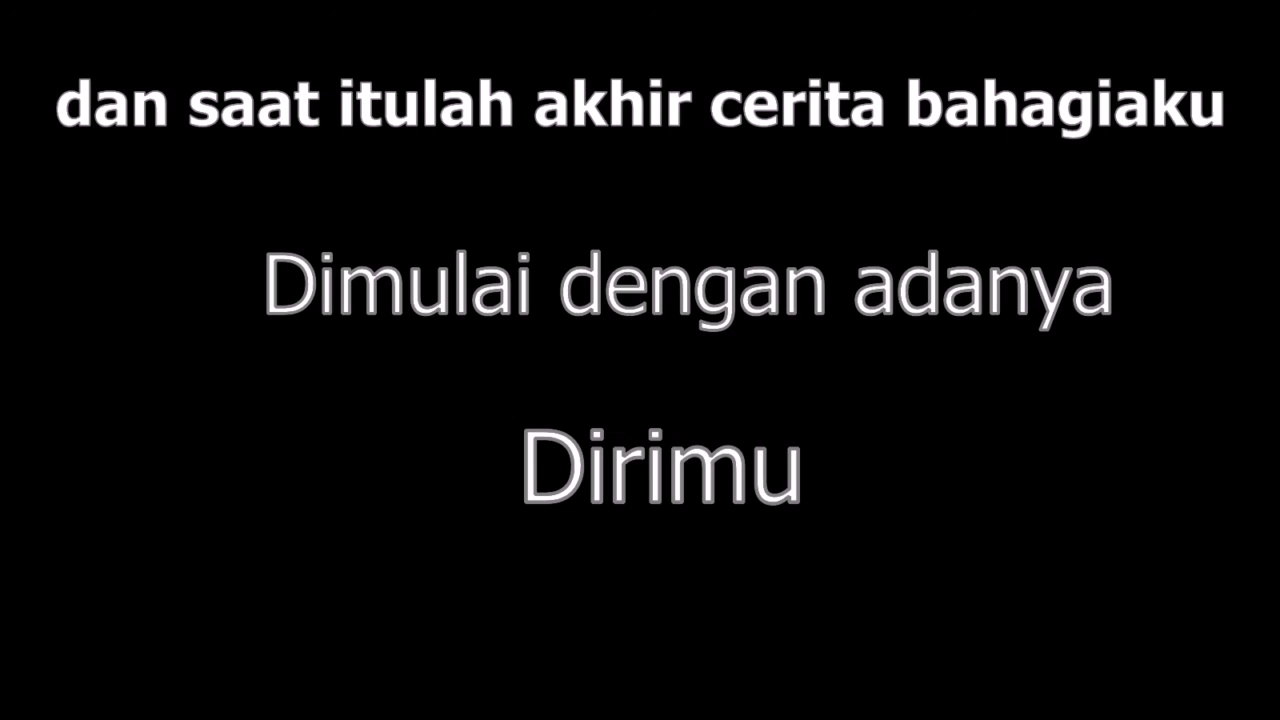 dan saat itulah akhir cerita bahagiaku
Dimulai dengan adanya
Dirimu